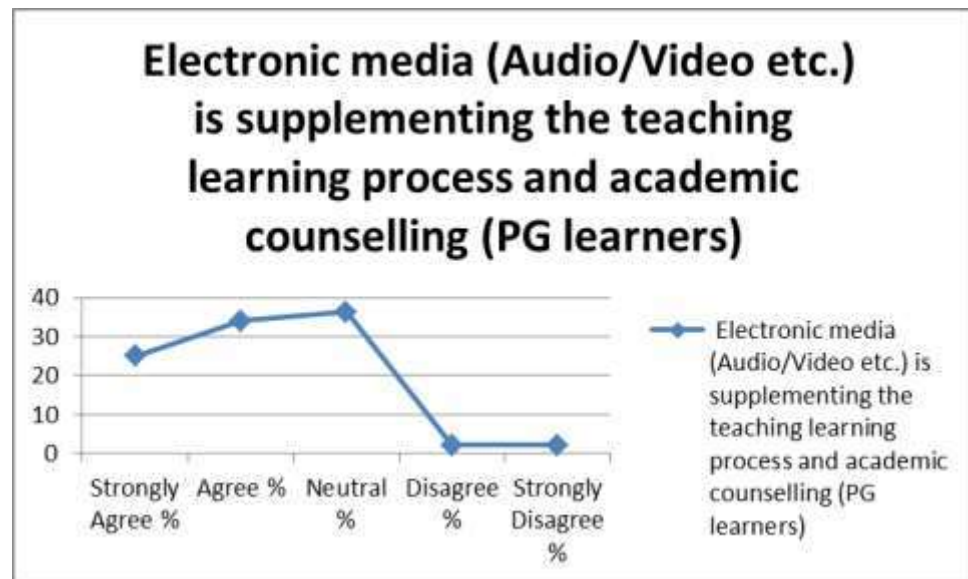 Electronic media (Audio/Video etc.)
is supplementing the teaching
learning process and academic
counselling (PG learners)
40
30
20
10
0
Strongly
Agree %
Agree %
Neutral
%
Disagree
%
Strongly
Disagree
%
Electronic media
(Audio/Video etc.) is
supplementing the
teaching learning
process and academic
counselling (PG
learners)